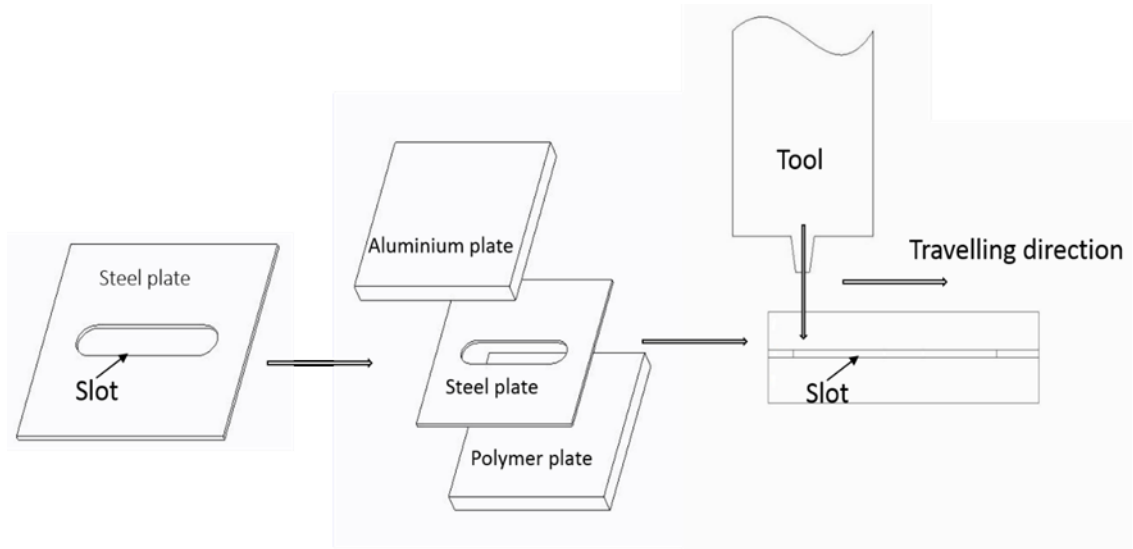 Steel plate
Slot
Aluminium plate
Steel plate
Polymer plate
Tool
Travelling direction
Slot